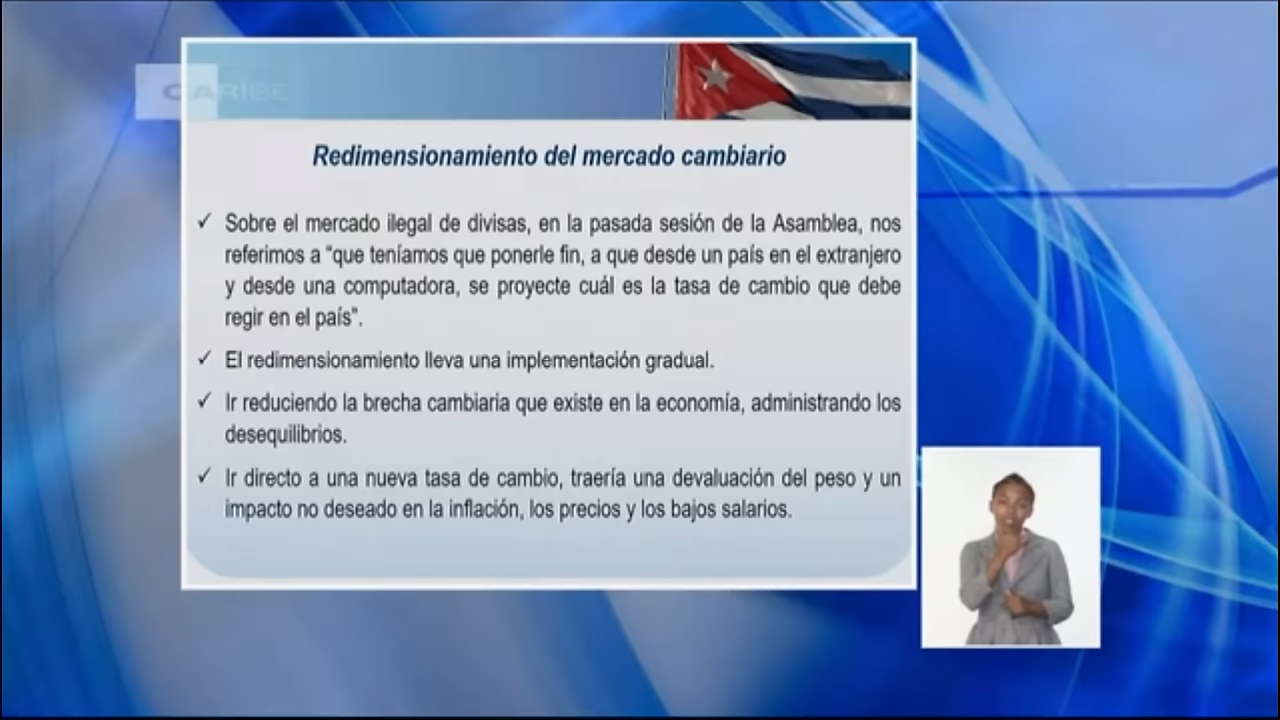 CARIBE
Redimensionamiento del mercado cambiario
✓ Sobre el mercado ilegal de divisas, en la pasada sesión de la Asamblea, nos
referimos a “que teníamos que ponerle fin, a que desde un país en el extranjero
y desde una computadora, se proyecte cuál es la tasa de cambio que debe
regir en el país”.
✓ El redimensionamiento lleva una implementación gradual.
✓ Ir reduciendo la brecha cambiaria que existe en la economía, administrando los
desequilibrios.
✓ Ir directo a una nueva tasa de cambio, traería una devaluación del peso y un
impacto no deseado en la inflación, los precios y los bajos salarios.